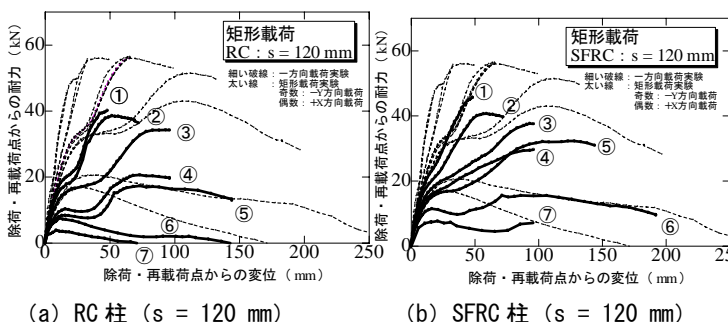 除荷・再載荷点からの耐力 (kN)
60
40
20
0
矩形載荷
RC : s = 120 mm
細い破線:一方向載荷実験
太い線 :矩形載荷実験
奇数:−Y方向載荷
偶数:+X方向載荷
①
②
③
④
⑤
⑥
⑦
0 50 100 150 200 250
除荷・再載荷点からの変位 (mm)
(a) RC 柱 (s = 120 mm)
除荷・再載荷点からの耐力 (kN)
60
40
20
0
矩形載荷
SFRC : s = 120 mm
細い破線:一方向載荷実験
太い線 :矩形載荷実験
奇数:−Y方向載荷
偶数:+X方向載荷
①
②
③
④
⑤
⑥
⑦
0 50 100 150 200 250
除荷・再載荷点からの変位 (mm)
(b) SFRC 柱 (s = 120 mm)